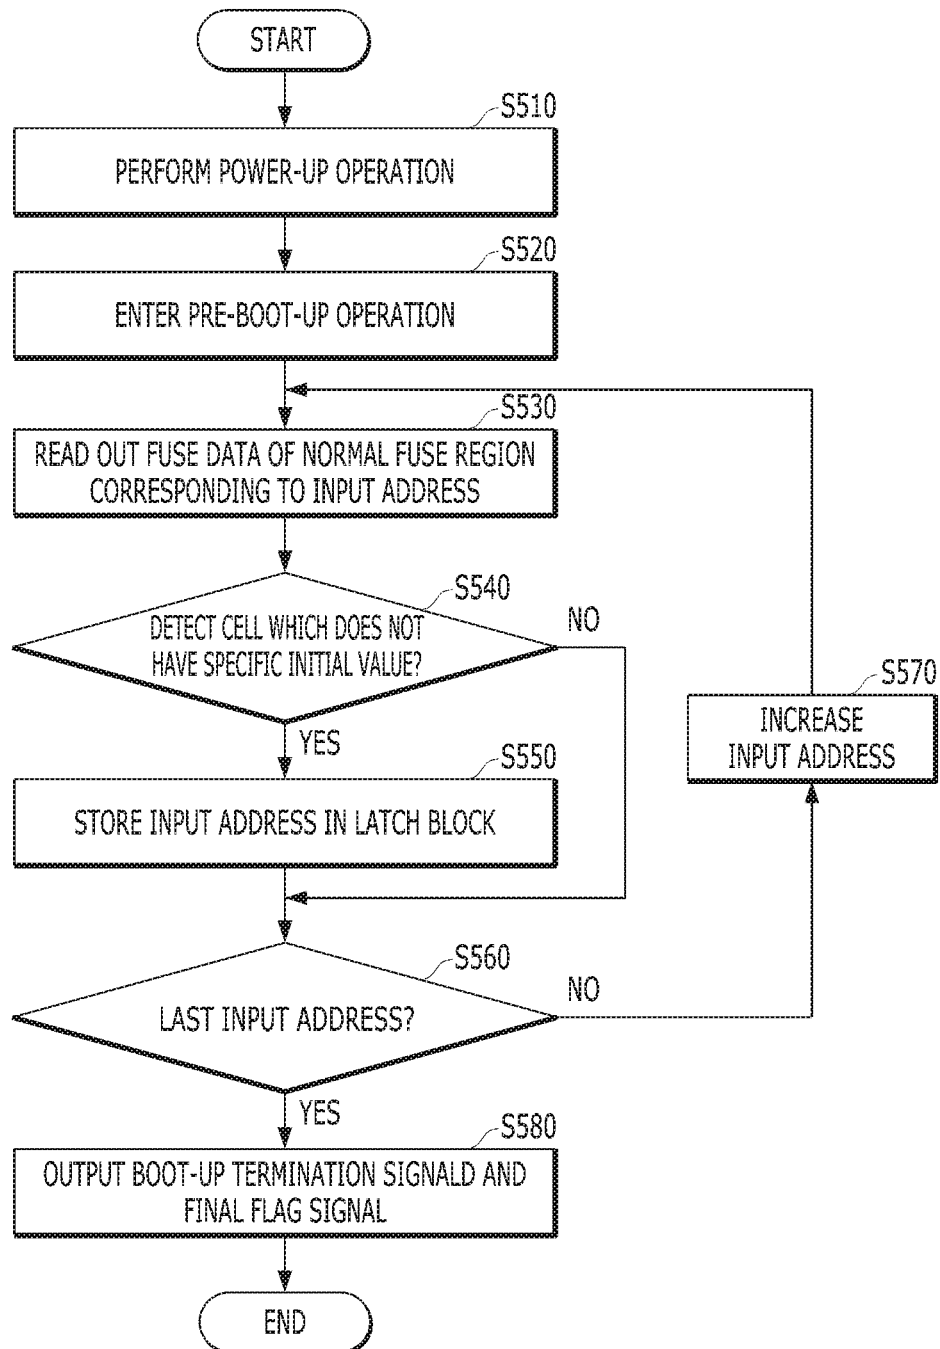 START
S510
PERFORM POWER-UP OPERATION
S520
ENTER PRE-BOOT-UP OPERATION
S530
READ OUT FUSE DATA OF NORMAL FUSE REGION
CORRESPONDING TO INPUT ADDRESS
S540
DETECT CELL WHICH DOES NOT
HAVE SPECIFIC INITIAL VALUE?
NO
YES
S550
STORE INPUT ADDRESS IN LATCH BLOCK
S570
INCREASE
INPUT ADDRESS
S560
LAST INPUT ADDRESS?
NO
YES
S580
OUTPUT BOOT-UP TERMINATION SIGNALD AND
FINAL FLAG SIGNAL
END